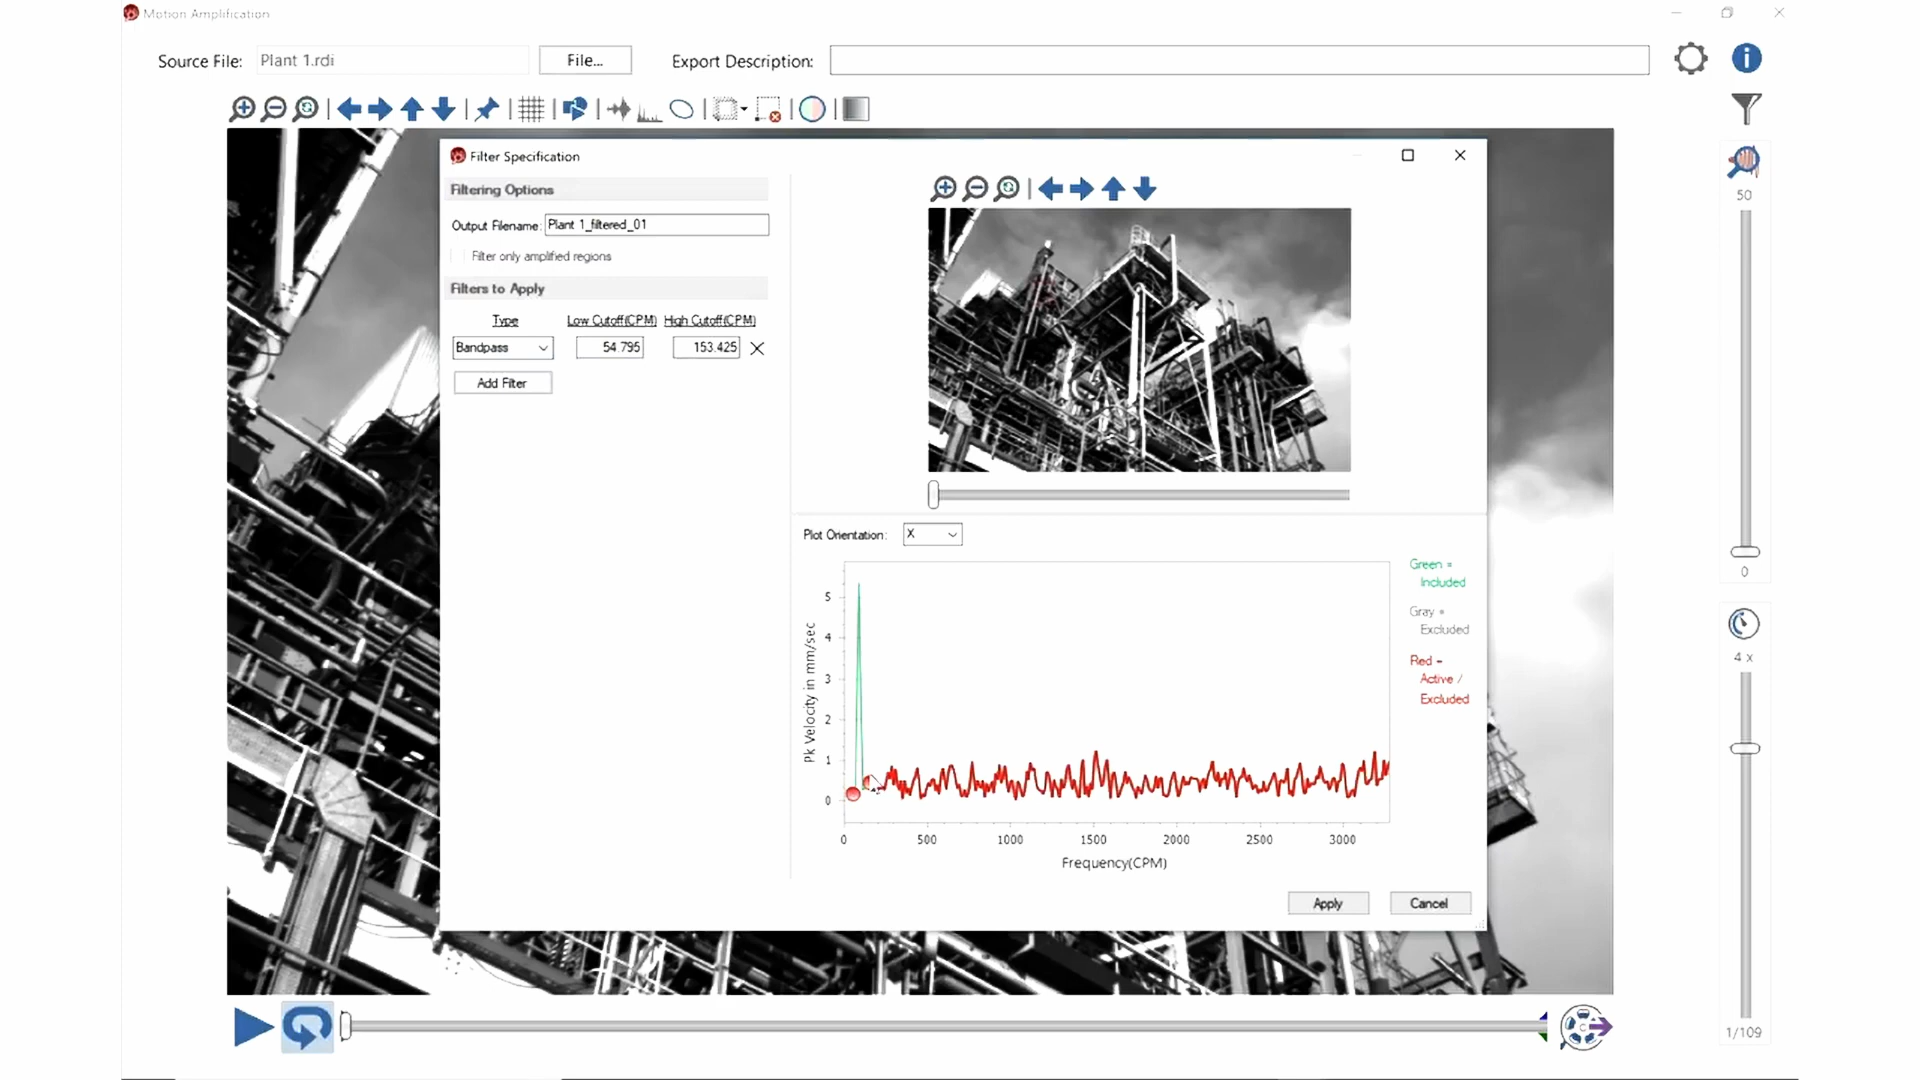 Motion Amplification
Source File: Plant 1.rdi File... Export Description:
Filter Specification
Filtering Options
Output Filename: Plant 1_filtered_01
Filter only amplified regions
Filters to Apply
Type Low Cutoff(CPM) High Cutoff(CPM)
Bandpass 54.795 153.425
Add Filter
Plot Orientation: X
Green =
Included
Gray =
Excluded
Red =
Active /
Excluded
Pk Velocity in mm/sec
5
4
3
2
1
0
0 500 1000 1500 2000 2500 3000
Frequency(CPM)
Apply Cancel
50
0
4 x
1/109